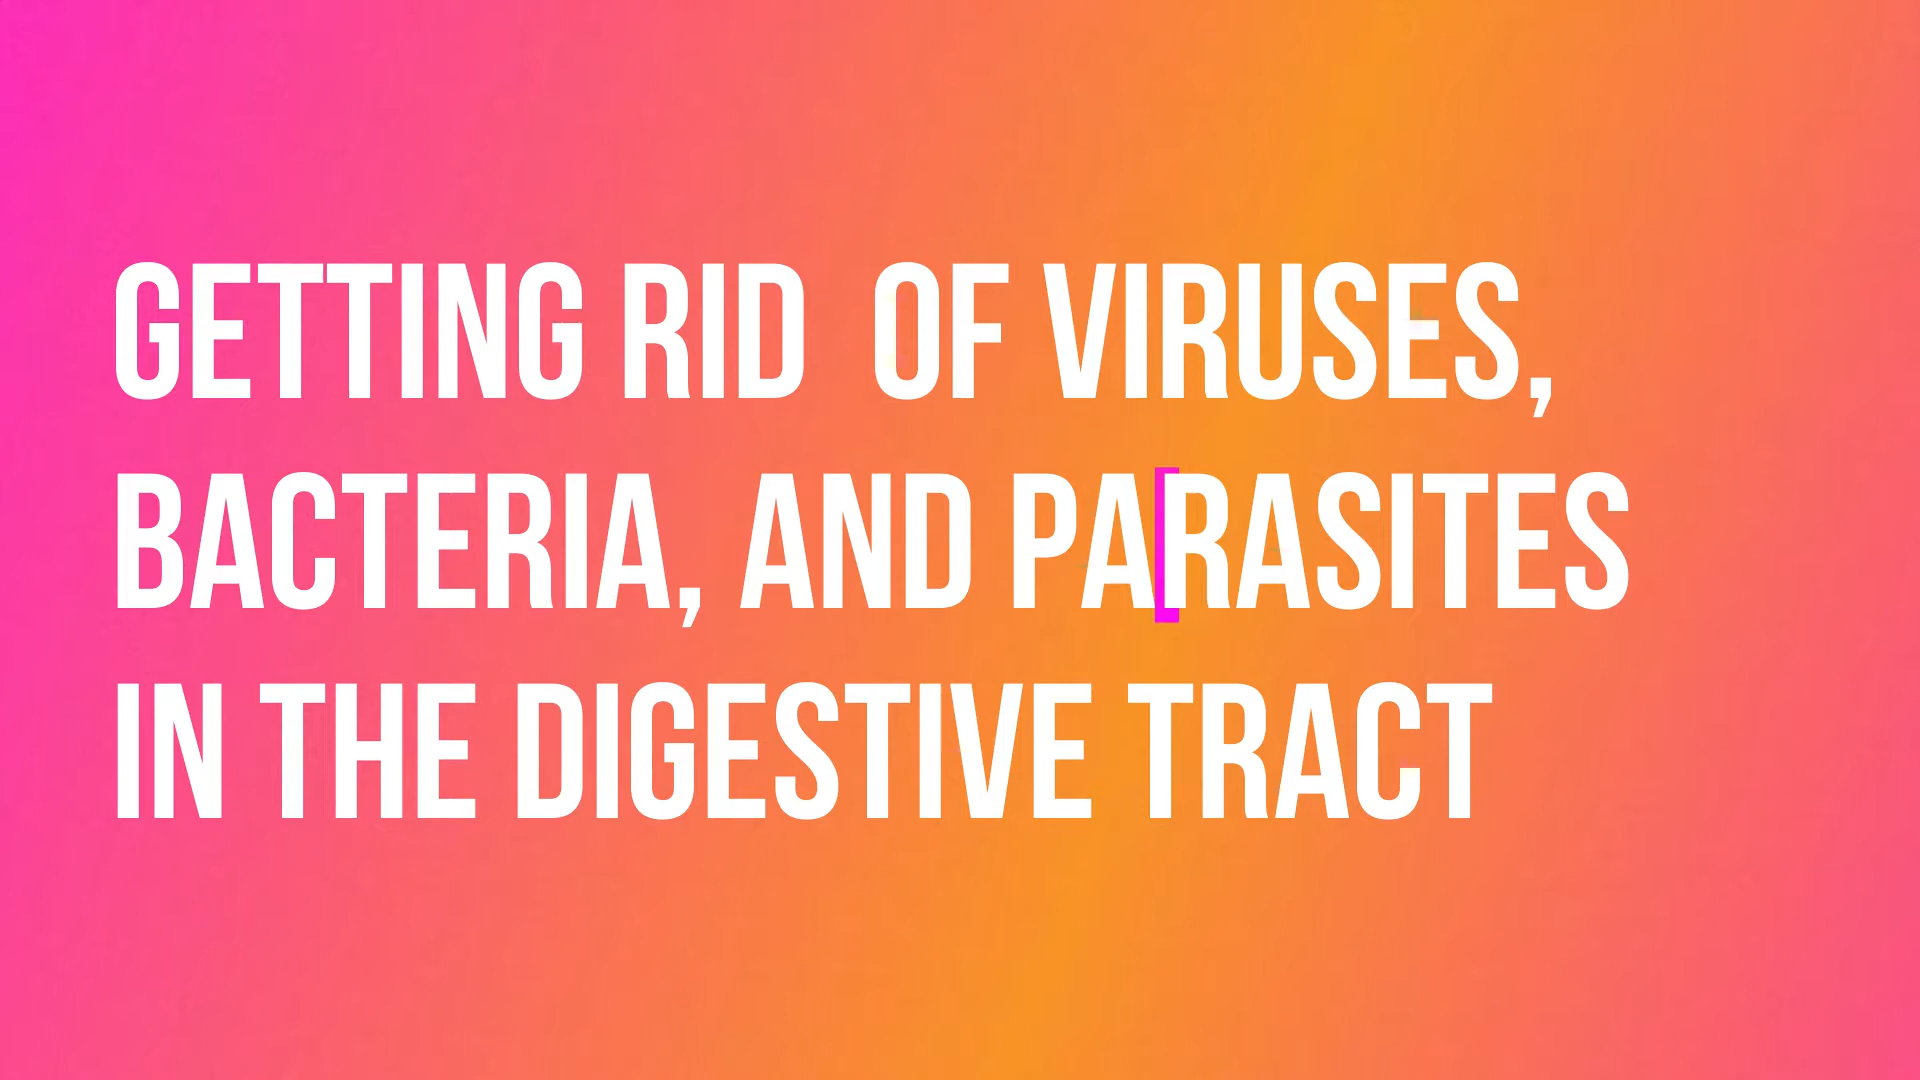 GETTING RID  OF VIRUSES,
BACTERIA, AND PARASITES
IN THE DIGESTIVE TRACT